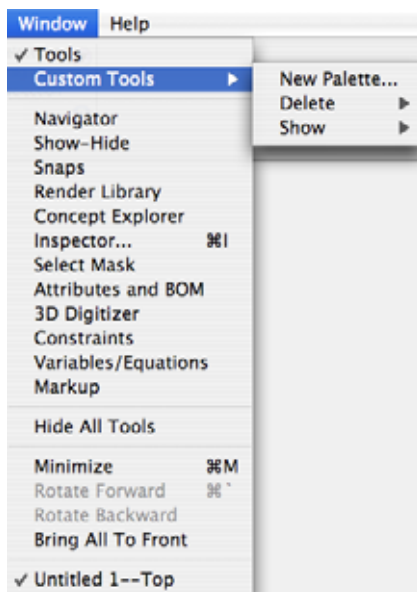 Window Help
✓ Tools
Custom Tools
New Palette...
Delete
Show
Navigator
Show-Hide
Snaps
Render Library
Concept Explorer
Inspector... ⌘I
Select Mask
Attributes and BOM
3D Digitizer
Constraints
Variables/Equations
Markup
Hide All Tools
Minimize ⌘M
Rotate Forward ⌘`
Rotate Backward
Bring All To Front
✓ Untitled 1--Top